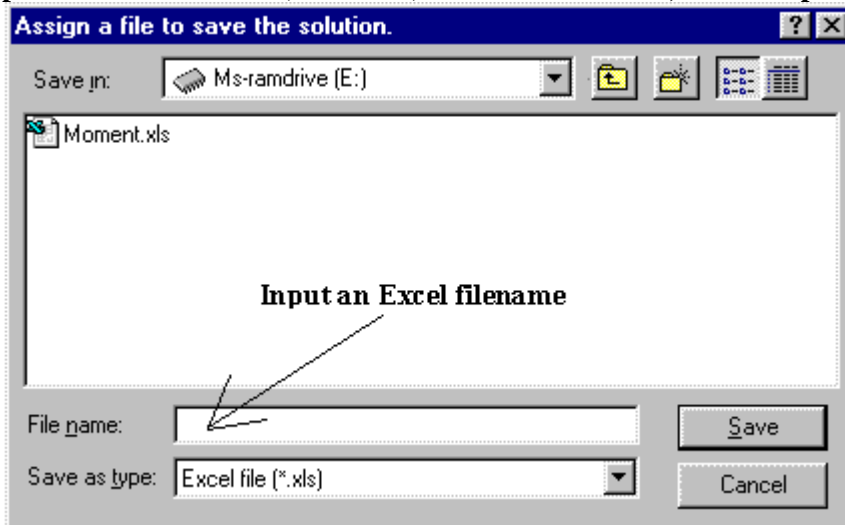 Assign a file to save the solution.
Save in: Ms-ramdrive (E:)
Moment.xls
Input an Excel filename
File name: Save
Save as type: Excel file (*.xls) Cancel